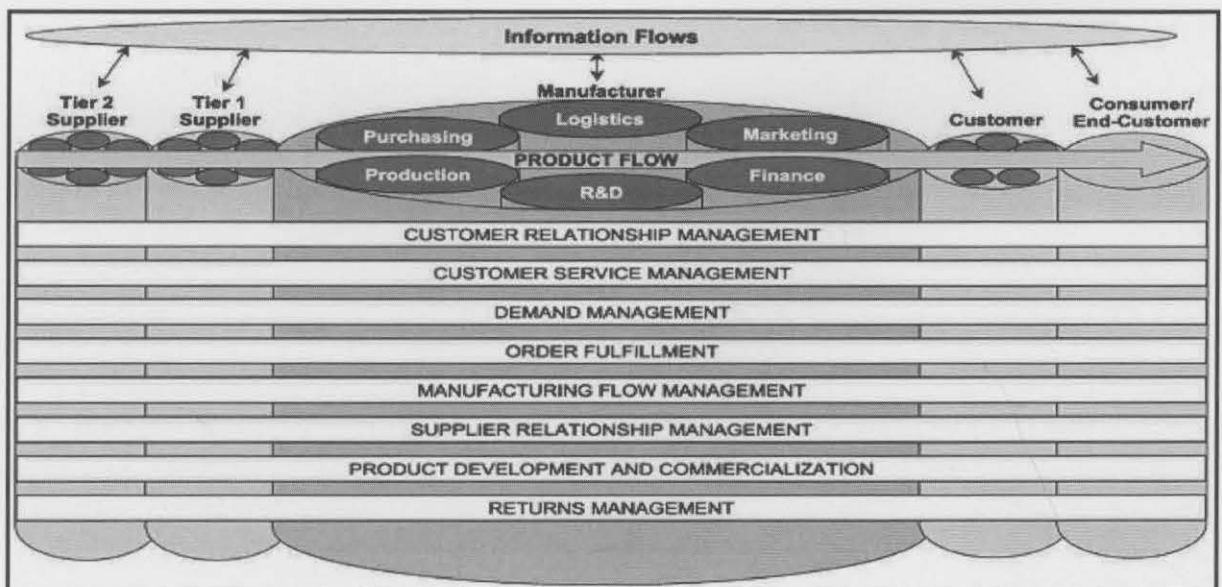 Information Flows
Tier 2
Supplier
Tier 1
Supplier
Manufacturer
Logistics
Purchasing
Marketing
Customer
Consumer/
End-Customer
PRODUCT FLOW
Production
Finance
R&D
CUSTOMER RELATIONSHIP MANAGEMENT
CUSTOMER SERVICE MANAGEMENT
DEMAND MANAGEMENT
ORDER FULFILLMENT
MANUFACTURING FLOW MANAGEMENT
SUPPLIER RELATIONSHIP MANAGEMENT
PRODUCT DEVELOPMENT AND COMMERCIALIZATION
RETURNS MANAGEMENT